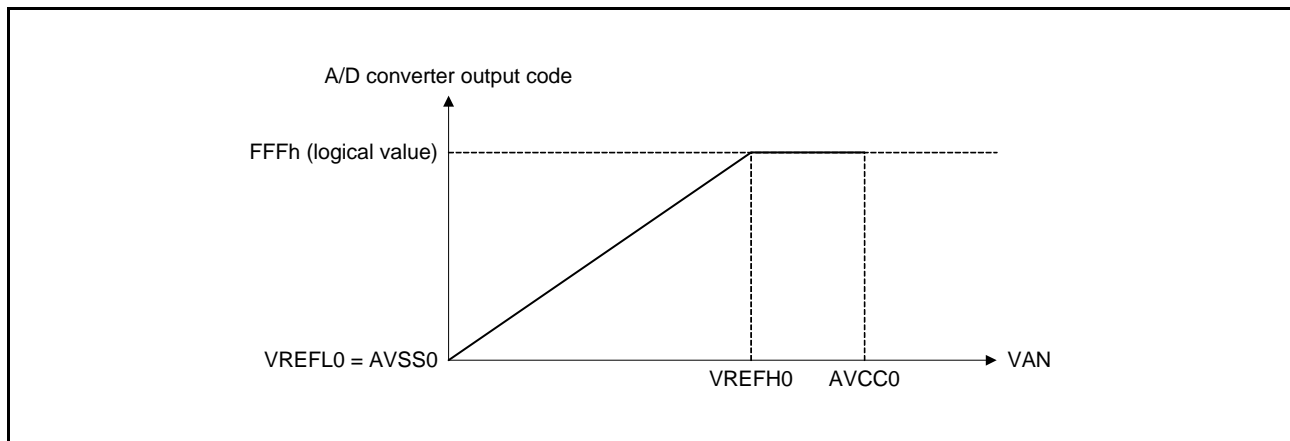 A/D converter output code
FFFh (logical value)
VREFL0 = AVSS0
VAN
VREFH0
AVCC0